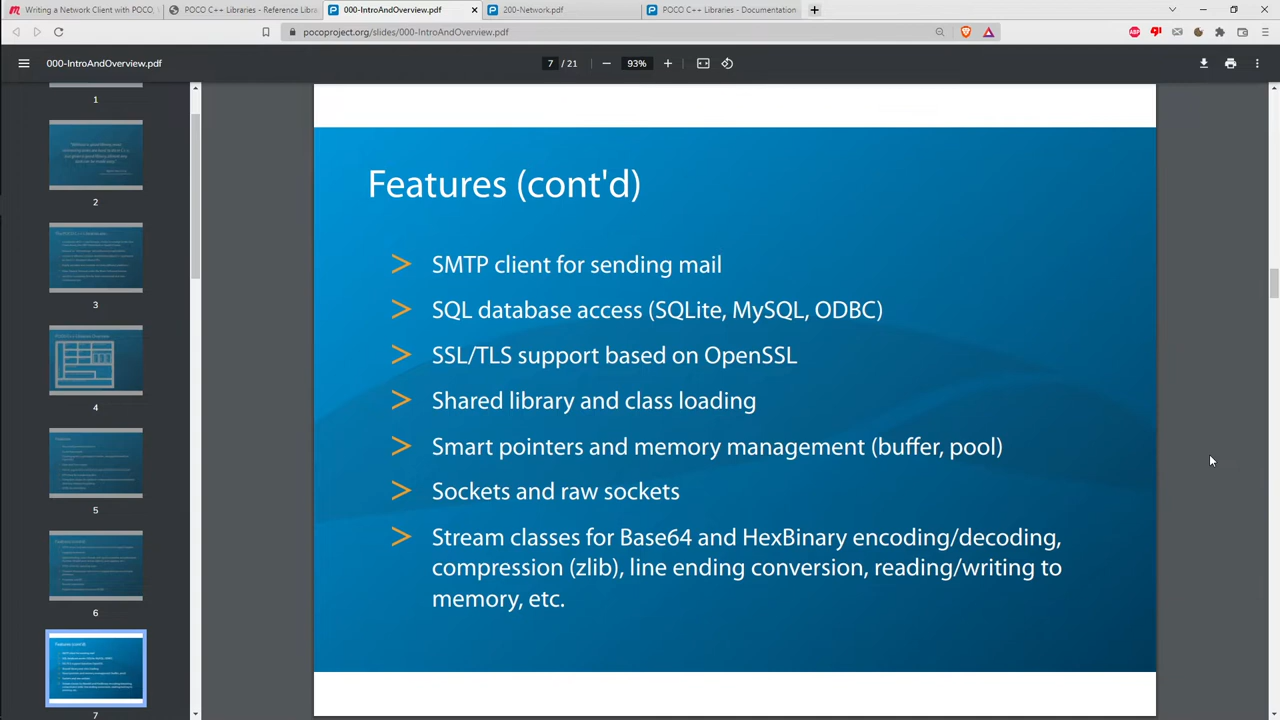 Writing a Network Client with POCO,
POCO C++ Libraries - Reference Libra
000-IntroAndOverview.pdf
200-Network.pdf
POCO C++ Libraries - Documentation
pocoproject.org/slides/000-IntroAndOverview.pdf
000-IntroAndOverview.pdf
7 / 21
93%
1
2
3
4
5
6
7
Features (cont'd)
> SMTP client for sending mail
> SQL database access (SQLite, MySQL, ODBC)
> SSL/TLS support based on OpenSSL
> Shared library and class loading
> Smart pointers and memory management (buffer, pool)
> Sockets and raw sockets
> Stream classes for Base64 and HexBinary encoding/decoding,
compression (zlib), line ending conversion, reading/writing to
memory, etc.